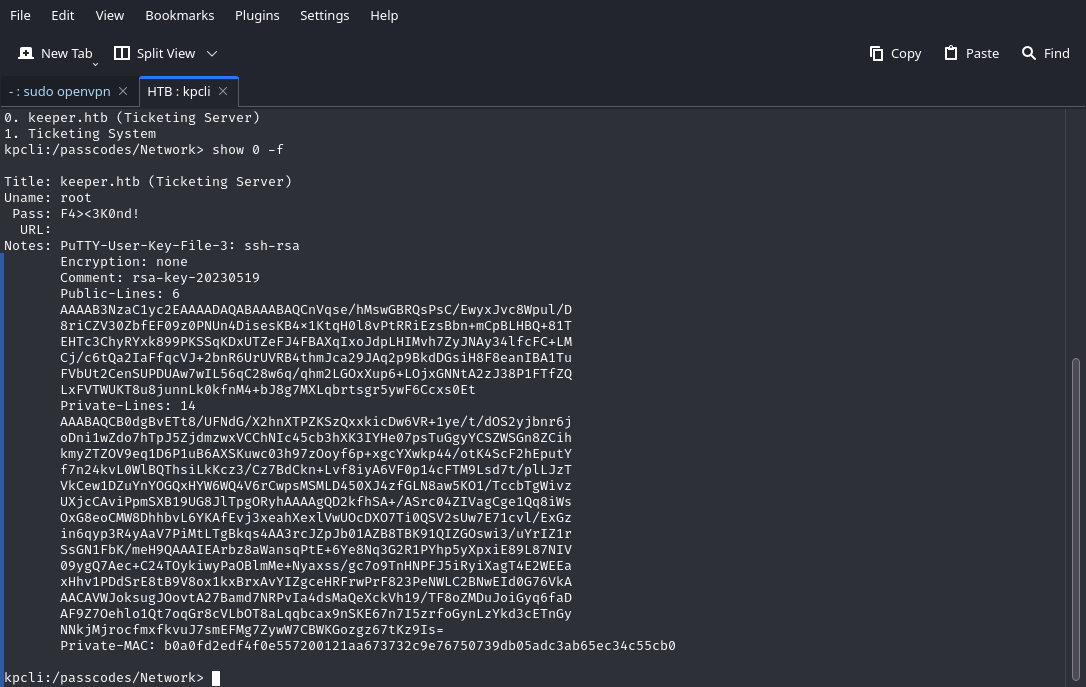 File Edit View Bookmarks Plugins Settings Help
New Tab Split View Copy Paste Find
- : sudo openvpn HTB : kpcli
0. keeper.htb (Ticketing Server)
1. Ticketing System
kpcli:/passcodes/Network> show 0 -f
Title: keeper.htb (Ticketing Server)
Uname: root
Pass: F4><3K0nd!
URL:
Notes: PuTTY-User-Key-File-3: ssh-rsa
Encryption: none
Comment: rsa-key-20230519
Public-Lines: 6
AAAAB3NzaC1yc2EAAAADAQABAAABAQCnVqse/hMswGBRQsPsC/EwyxJvc8Wpul/D
8riCZV30ZbfEF09z0PNUn4DisesKB4x1KtqH0l8vPtRRiEzsBbn+mCpBLHBQ+81T
EHTc3ChyRYxk899PKSSqKDxUTZeFJ4FBAXqIxoJdpLHIMvh7ZyJNAy34lfcFC+LM
Cj/c6tQa2IaFfqcVJ+2bnR6UrUVRB4thmJca29JAq2p9BkdDGsiH8F8eanIBA1Tu
FVbUt2CenSUPDUAw7wIL56qC28w6q/qhm2LGOxXup6+LOjxGNNtA2zJ38P1FTfZQ
LxFVTWUKT8u8junnLk0kfnM4+bJ8g7MXLqbrtsgr5ywF6Ccxs0Et
Private-Lines: 14
AAABAQCB0dgBvETt8/UFNdG/X2hnXTPZKSzQxxkicDw6VR+1ye/t/dOS2yjbnr6j
oDni1wZdo7hTpJ5ZjdmzwxVCChNIc45cb3hXK3IYHe07psTuGgyYCSZWSGn8ZCih
kmyZTZOV9eq1D6P1uB6AXSKuwc03h97zOoyf6p+xgcYXwkp44/otK4ScF2hEputY
f7n24kvL0WlBQThsiLkKcz3/Cz7BdCkn+Lvf8iyA6VF0p14cFTM9Lsd7t/plLJzT
VkCew1DZuYnYOGQxHYW6WQ4V6rCwpsMSMLD450XJ4zfGLN8aw5KO1/TccbTgWivz
UXjcCAviPpmSXB19UG8JlTpgORyhAAAAgQD2kfhSA+/ASrc04ZIVagCge1Qq8iWs
OxG8eoCMW8DhhbvL6YKAfEvj3xeahXexlVwUOcDXO7Ti0QSV2sUw7E71cvl/ExGz
in6qyp3R4yAaV7PiMtLTgBkqs4AA3rcJZpJb01AZB8TBK91QIZGOswi3/uYrIZ1r
SsGN1FbK/meH9QAAAIEArbz8aWansqPtE+6Ye8Nq3G2R1PYhp5yXpxiE89L87NIV
09ygQ7Aec+C24TOykiwyPaOBlmMe+Nyaxss/gc7o9TnHNPFJ5iRyiXagT4E2WEEa
xHhv1PDdSrE8tB9V8ox1kxBrxAvYIZgceHRFrwPrF823PeNWLC2BNwEId0G76VkA
AACAVWJoksugJOovtA27Bamd7NRPvIa4dsMaQeXckVh19/TF8oZMDuJoiGyq6faD
AF9Z7Oehlo1Qt7oqGr8cVLbOT8aLqqbcax9nSKE67n7I5zrfoGynLzYkd3cETnGy
NNkjMjrocfmxfkvuJ7smEFMg7ZywW7CBWKGozgz67tKz9Is=
Private-MAC: b0a0fd2edf4f0e557200121aa673732c9e76750739db05adc3ab65ec34c55cb0
kpcli:/passcodes/Network>